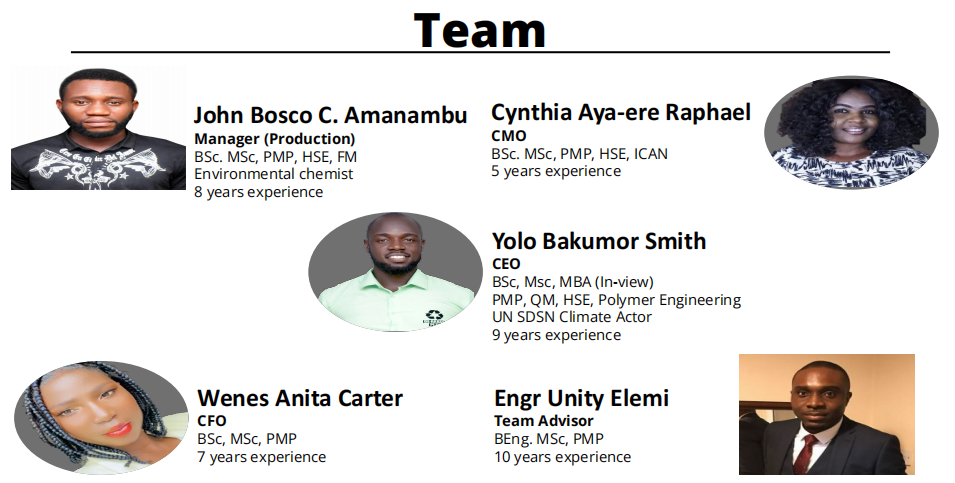 Team
John Bosco C. Amanambu
Manager (Production)
BSc. MSc, PMP, HSE, FM
Environmental chemist
8 years experience
Cynthia Aya-ere Raphael
CMO
BSc. MSc, PMP, HSE, ICAN
5 years experience
Yolo Bakumor Smith
CEO
BSc, Msc, MBA (In-view)
PMP, QM, HSE, Polymer Engineering
UN SDSN Climate Actor
9 years experience
Wenes Anita Carter
CFO
BSc, MSc, PMP
7 years experience
Engr Unity Elemi
Team Advisor
BEng. MSc, PMP
10 years experience